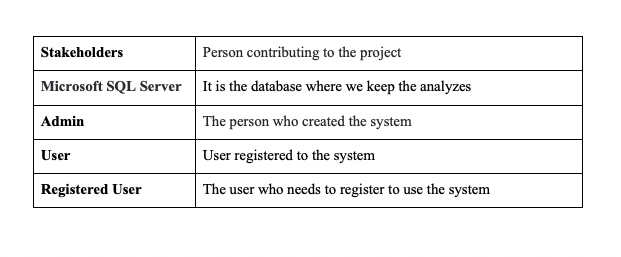 Stakeholders Person contributing to the project
Microsoft SQL Server It is the database where we keep the analyzes
Admin The person who created the system
User User registered to the system
Registered User The user who needs to register to use the system